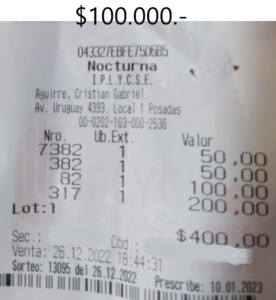 $100.000.-
043327EBFE75D6B5
Nocturna
I.P.L.Y.C.S.E.
Aguirre, Cristian Gabriel.
Av. Uruguay 4393. Local 1 Posadas
00-0202-103-000-2536
Nro. Ub.Ext. Valor
7382 1 50,00
382 1 50,00
82 1 100,00
317 1 200,00
Lot:1
$400,00
Sec.: Cód.:
Venta: 26.12.2022 18:44:31
Sorteo: 13095 del 26.12.2022 Prescribe: 10.01.2023